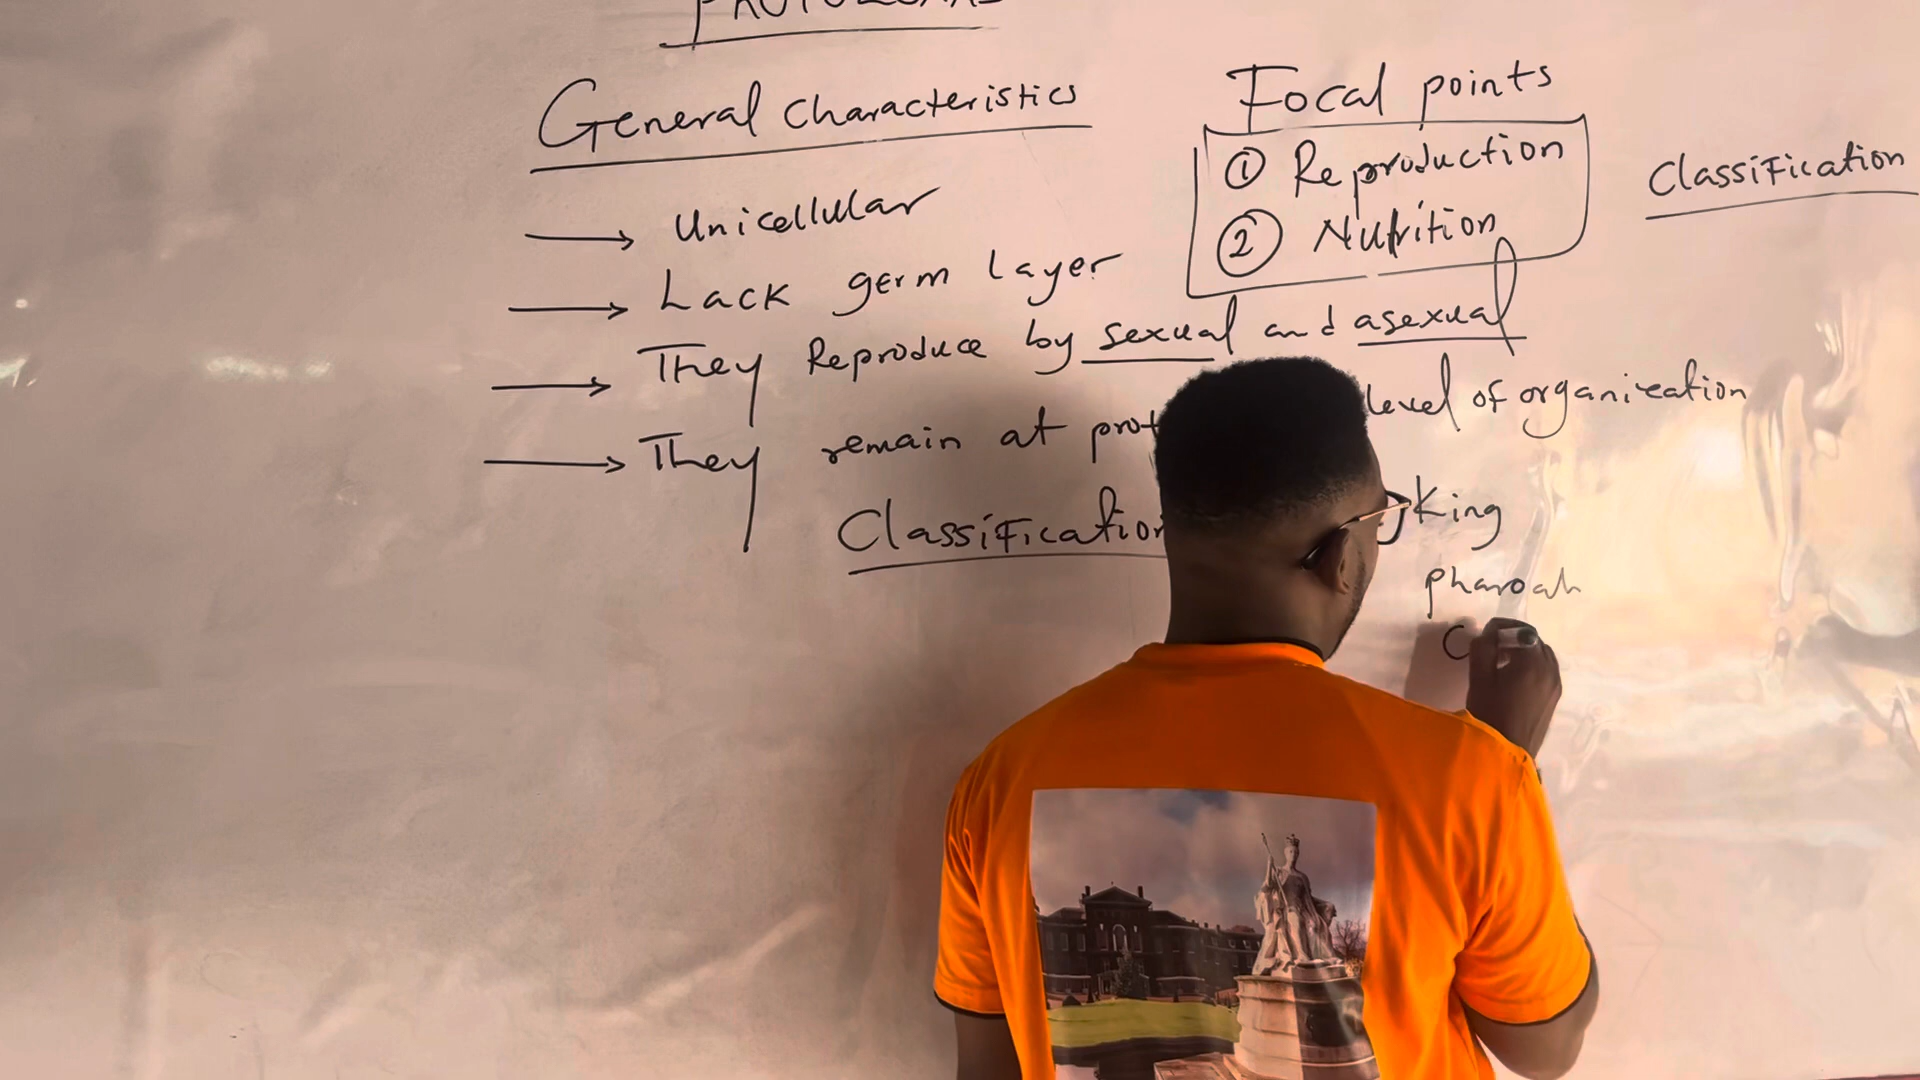 General characteristics
→ Unicellular
→ Lack germ layer
→ They Reproduce by sexual and asexual
→ They remain at prot level of organization
Classification
King
pharoah
C
Focal points
① Reproduction
② Nutrition
Classification